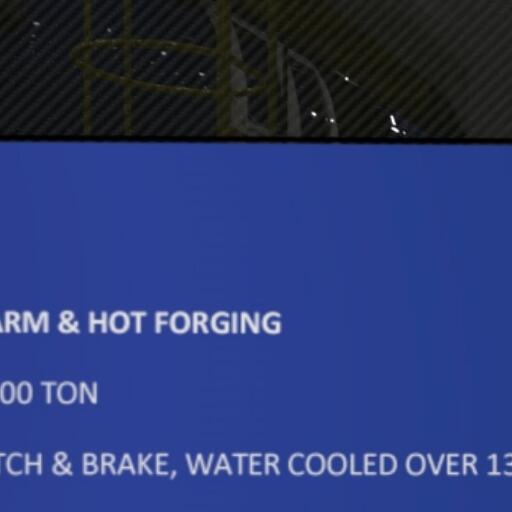 ARM & HOT FORGING
00 TON
TCH & BRAKE, WATER COOLED OVER 13